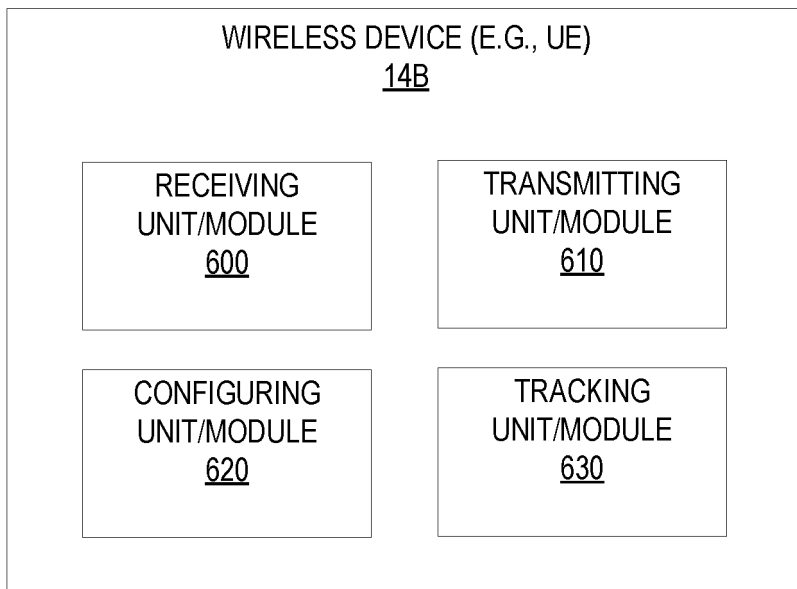 WIRELESS DEVICE (E.G., UE)
14B
RECEIVING
UNIT/MODULE
600
TRANSMITTING
UNIT/MODULE
610
CONFIGURING
UNIT/MODULE
620
TRACKING
UNIT/MODULE
630